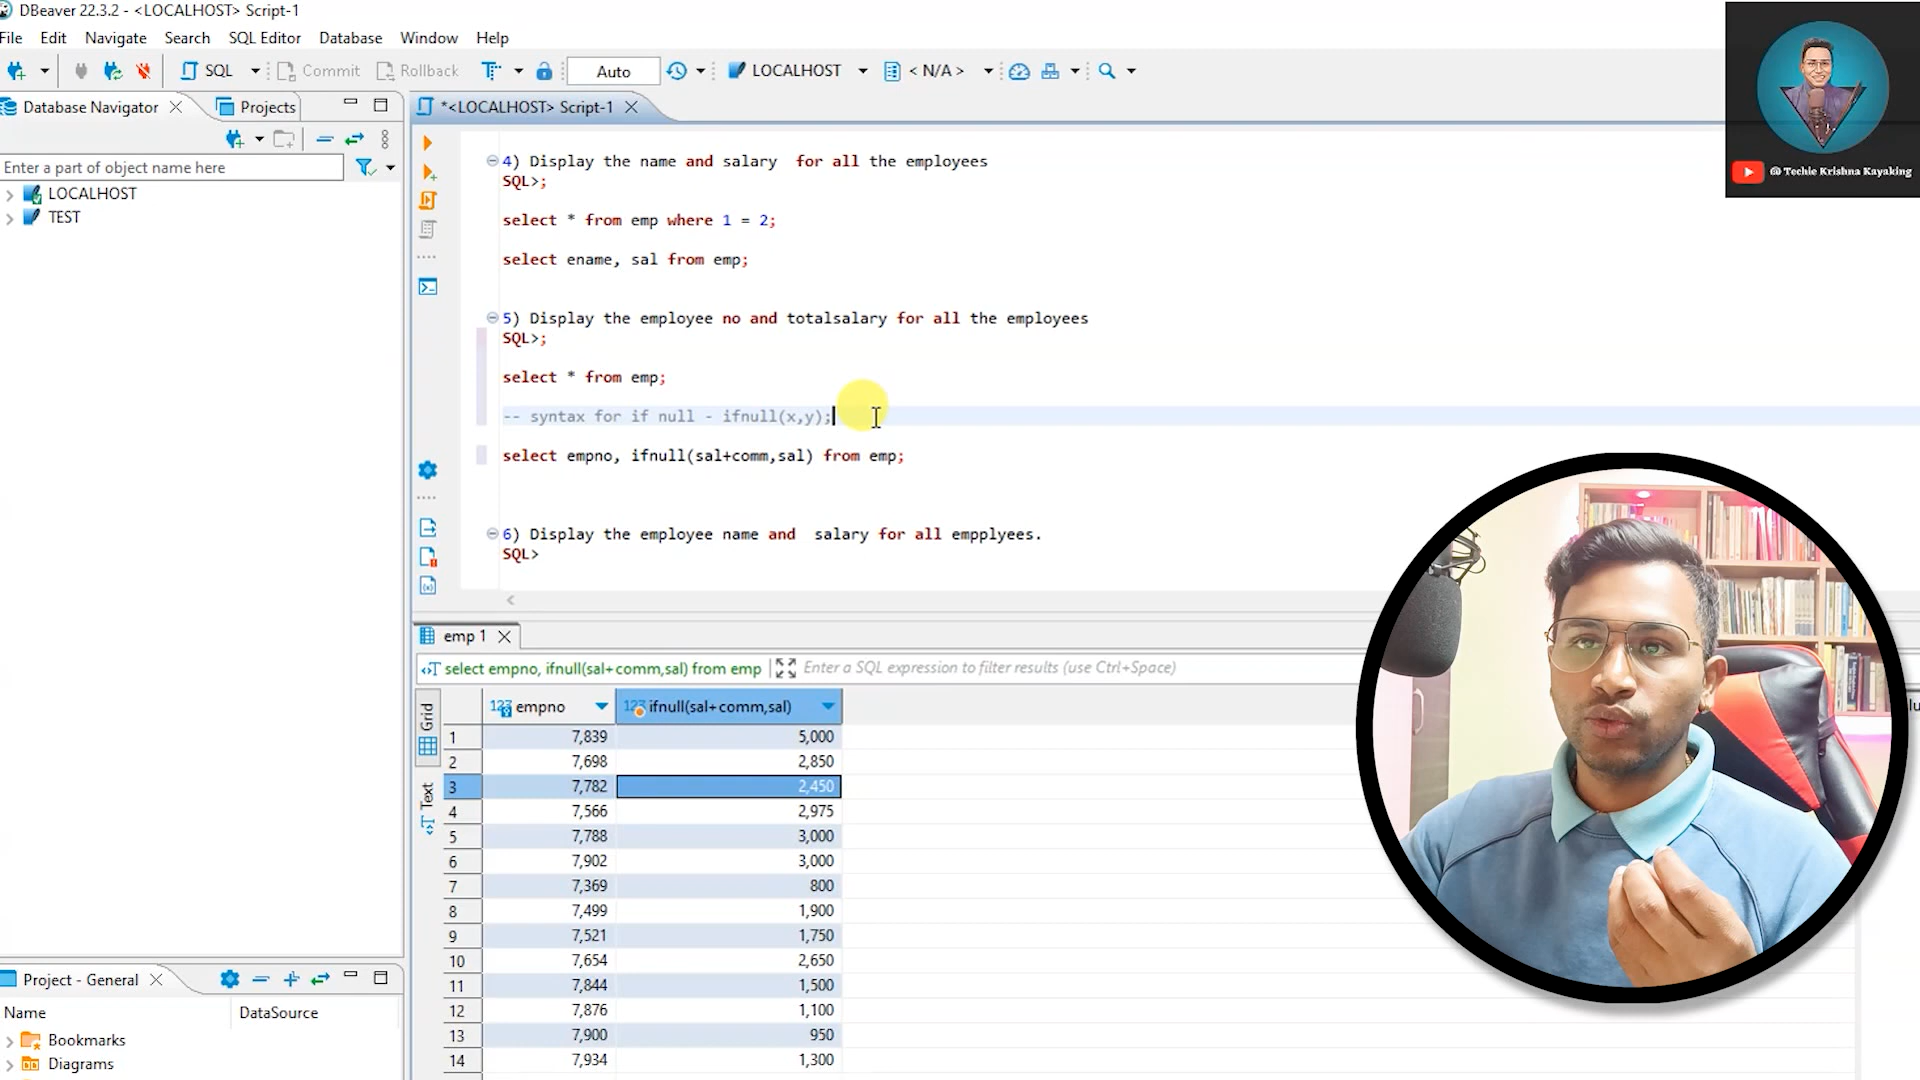 DBeaver 22.3.2 - <LOCALHOST> Script-1
File Edit Navigate Search SQL Editor Database Window Help
SQL Commit Rollback Auto LOCALHOST < N/A >
@ Techie Krishna Kayaking
Database Navigator Projects
*<LOCALHOST> Script-1
Enter a part of object name here
LOCALHOST
TEST
4) Display the name and salary  for all the employees
SQL>;
select * from emp where 1 = 2;
select ename, sal from emp;
5) Display the employee no and totalsalary for all the employees
SQL>;
select * from emp;
-- syntax for if null - ifnull(x,y);
select empno, ifnull(sal+comm,sal) from emp;
6) Display the employee name and  salary for all empplyees.
SQL>
emp 1
select empno, ifnull(sal+comm,sal) from emp Enter a SQL expression to filter results (use Ctrl+Space)
Grid
Text
123 empno 123 ifnull(sal+comm,sal)
1 7,839 5,000
2 7,698 2,850
3 7,782 2,450
4 7,566 2,975
5 7,788 3,000
6 7,902 3,000
7 7,369 800
8 7,499 1,900
9 7,521 1,750
10 7,654 2,650
11 7,844 1,500
12 7,876 1,100
13 7,900 950
14 7,934 1,300
Project - General
Name DataSource
Bookmarks
Diagrams